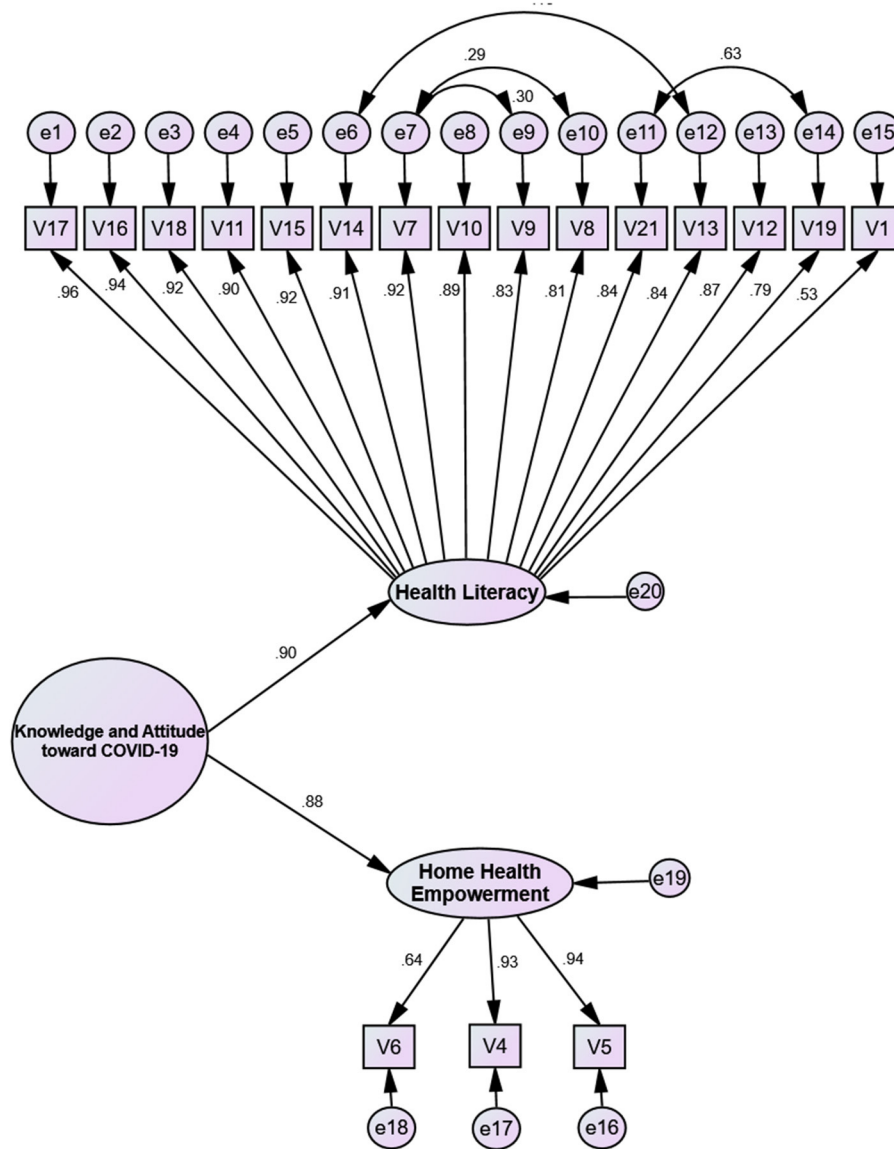 .29
.63
.30
e1 e2 e3 e4 e5 e6 e7 e8 e9 e10 e11 e12 e13 e14 e15
V17 V16 V18 V11 V15 V14 V7 V10 V9 V8 V21 V13 V12 V19 V1
.96 .94 .92 .90 .92 .91 .92 .89 .83 .81 .84 .84 .87 .79 .53
Health Literacy
e20
.90
Knowledge and Attitude
toward COVID-19
.88
Home Health
Empowerment
e19
.64 .93 .94
V6 V4 V5
e18 e17 e16